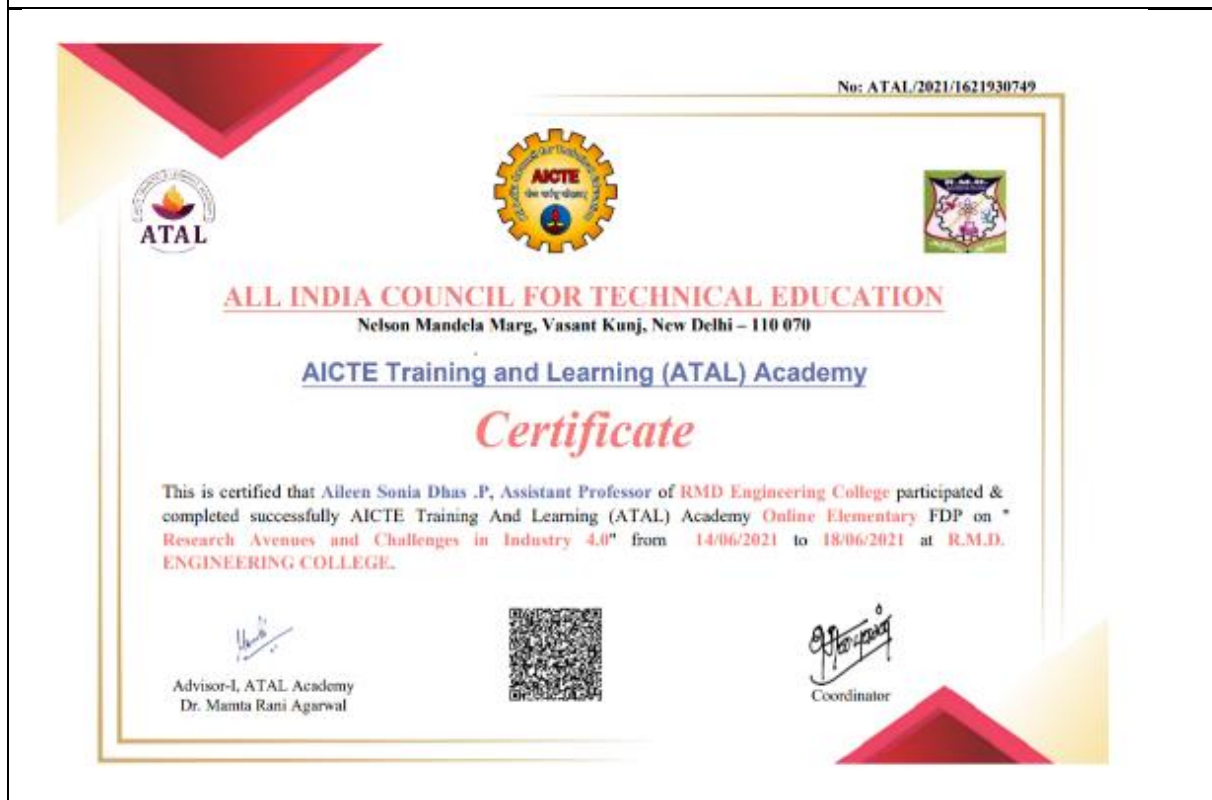 No: ATAL/2021/1621930749
ATAL
AICTE
ALL INDIA COUNCIL FOR TECHNICAL EDUCATION
Nelson Mandela Marg, Vasant Kunj, New Delhi – 110 070
AICTE Training and Learning (ATAL) Academy
Certificate
This is certified that Aileen Sonia Dhas .P, Assistant Professor of RMD Engineering College participated &
completed successfully AICTE Training And Learning (ATAL) Academy Online Elementary FDP on "
Research Avenues and Challenges in Industry 4.0" from 14/06/2021 to 18/06/2021 at R.M.D.
ENGINEERING COLLEGE.
Advisor-I, ATAL Academy
Dr. Mamta Rani Agarwal
Coordinator